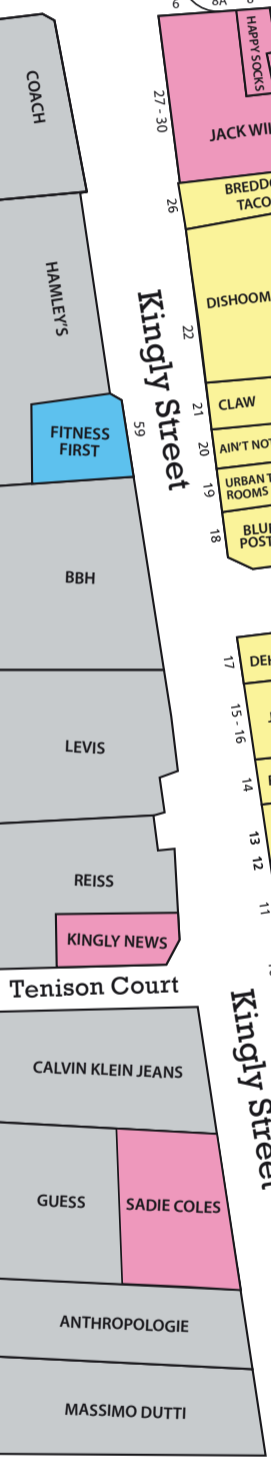 6
8A
HAPPY SOCKS
27 - 30
COACH
JACK WIL
26
BREDD
TACO
HAMLEY'S
DISHOOM
Kingly Street
22
21
CLAW
59
FITNESS
FIRST
20
AIN'T NO
19
URBAN T
ROOMS
18
BLU
POST
BBH
17
DEH
15 - 16
LEVIS
14
13
12
REISS
11
KINGLY NEWS
Tenison Court
Kingly Street
CALVIN KLEIN JEANS
GUESS
SADIE COLES
ANTHROPOLOGIE
MASSIMO DUTTI